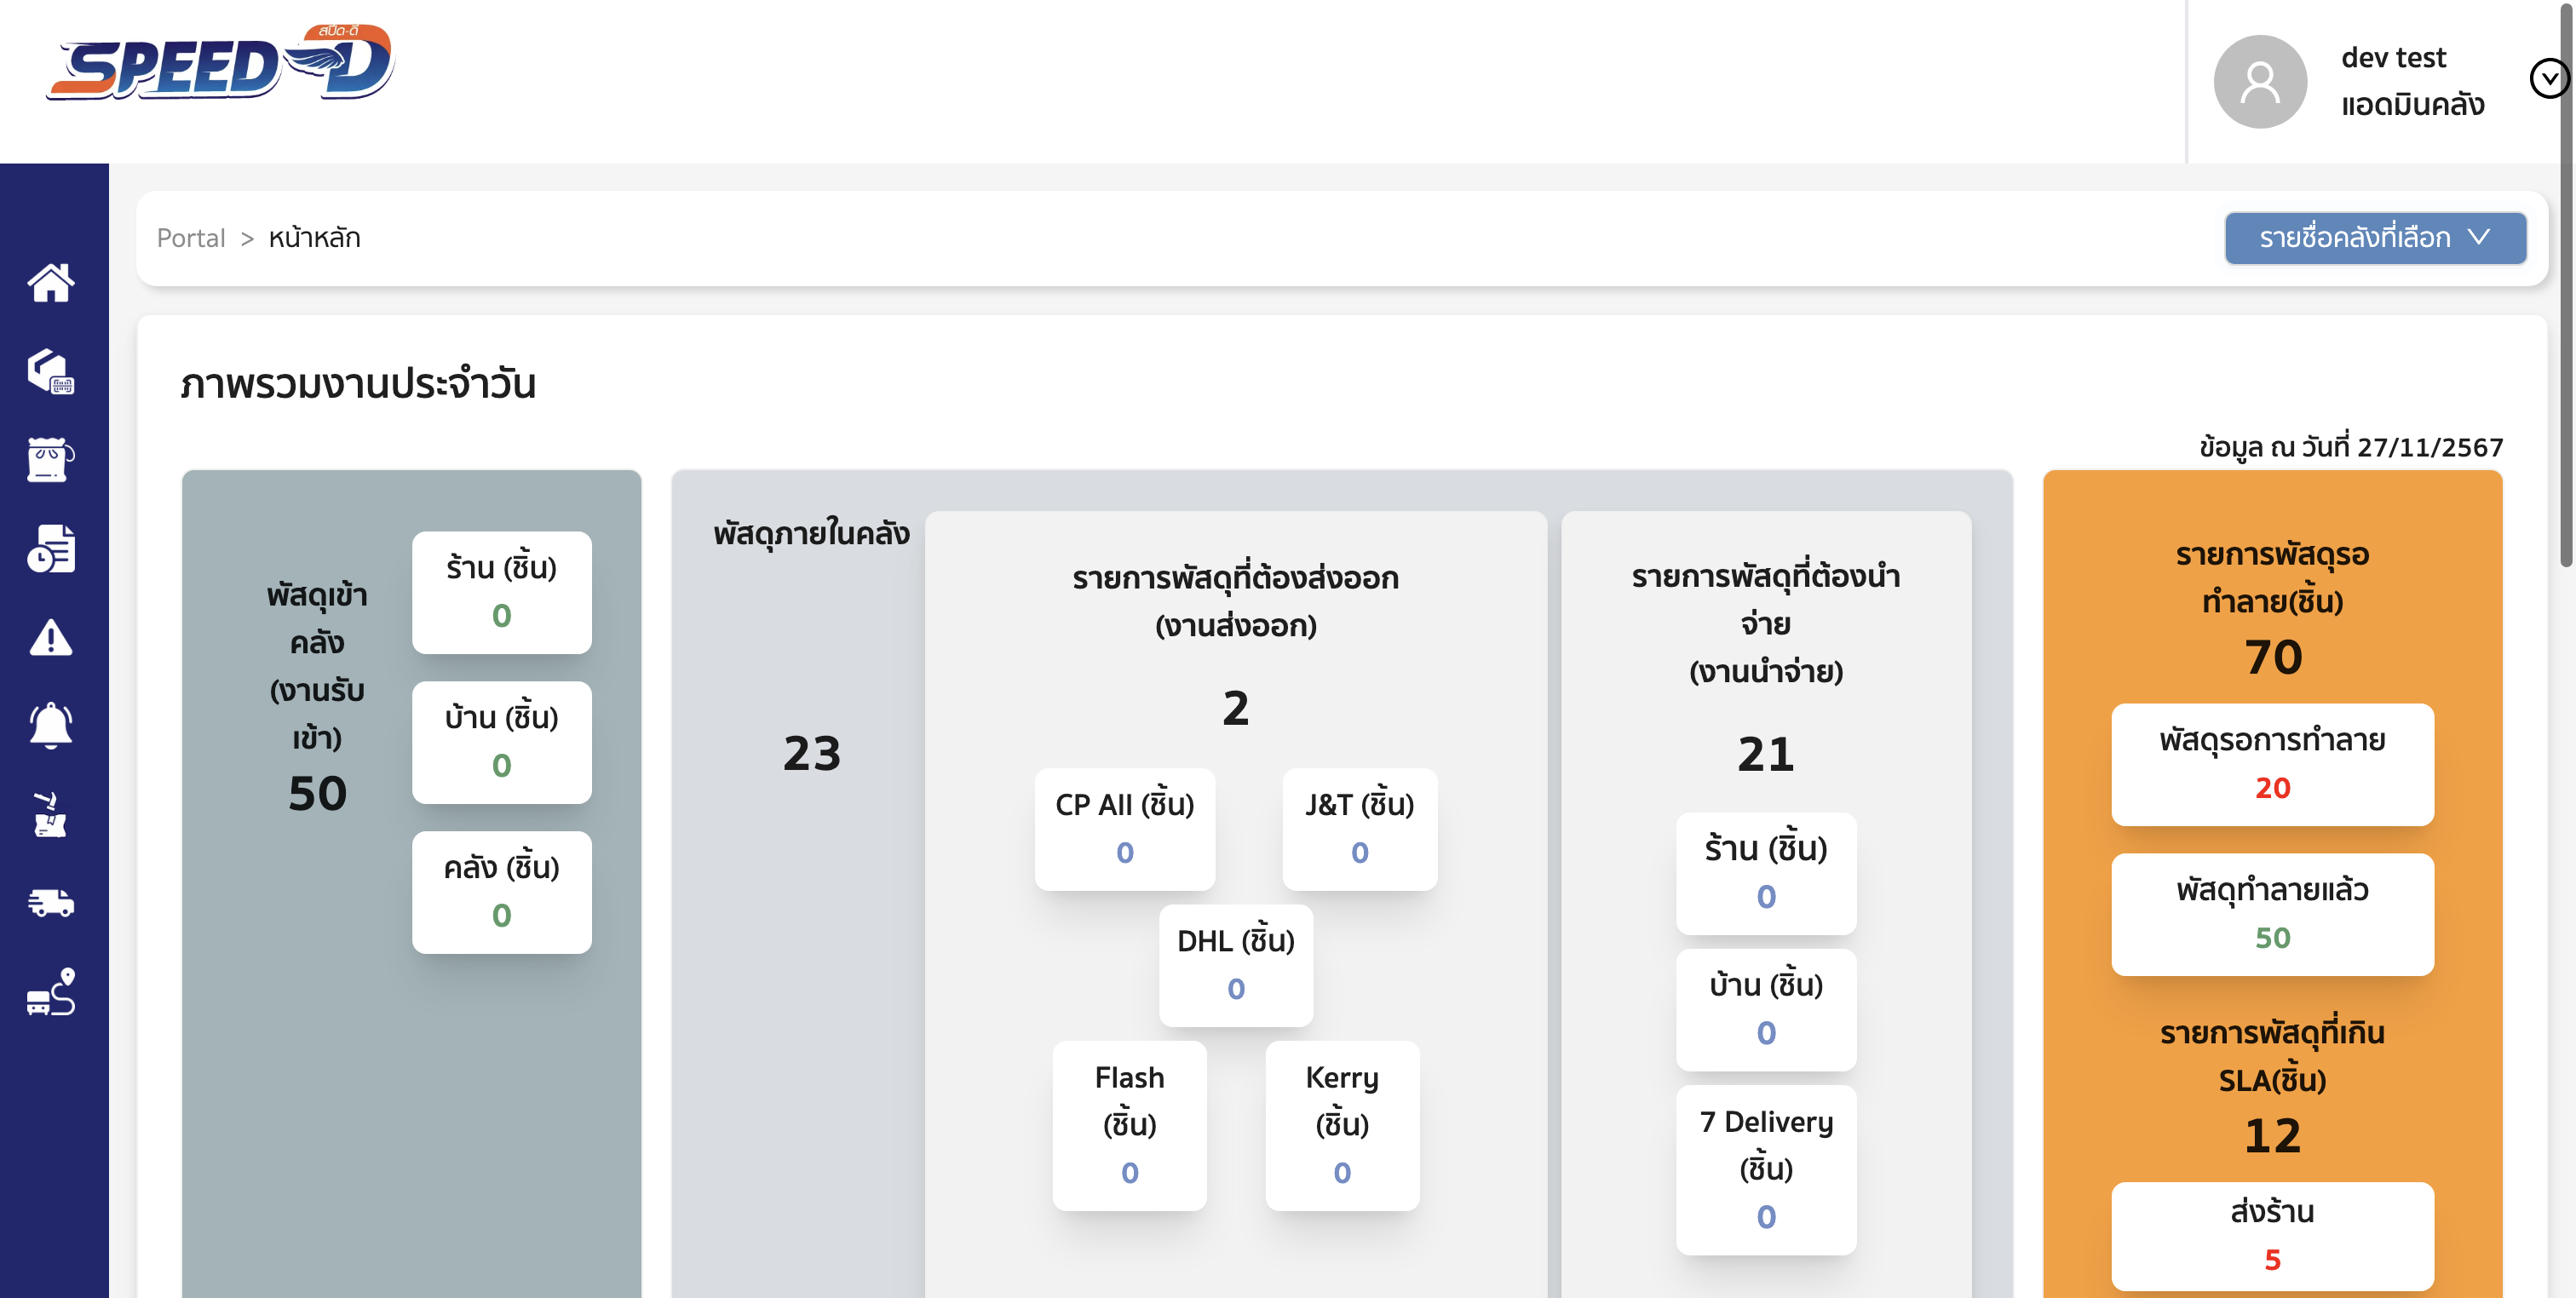 สปีด-ดี
SPEED-D
dev test
แอดมินคลัง
Portal > หน้าหลัก
รายชื่อคลังที่เลือก
ภาพรวมงานประจำวัน
ข้อมูล ณ วันที่ 27/11/2567
พัสดุเข้า
คลัง
(งานรับ
เข้า)
50
ร้าน (ชิ้น)
0
บ้าน (ชิ้น)
0
คลัง (ชิ้น)
0
พัสดุภายในคลัง
23
รายการพัสดุที่ต้องส่งออก
(งานส่งออก)
2
CP All (ชิ้น)
0
J&T (ชิ้น)
0
DHL (ชิ้น)
0
Flash
(ชิ้น)
0
Kerry
(ชิ้น)
0
รายการพัสดุที่ต้องนำ
จ่าย
(งานนำจ่าย)
21
ร้าน (ชิ้น)
0
บ้าน (ชิ้น)
0
7 Delivery
(ชิ้น)
0
รายการพัสดุรอ
ทำลาย(ชิ้น)
70
พัสดุรอการทำลาย
20
พัสดุทำลายแล้ว
50
รายการพัสดุที่เกิน
SLA(ชิ้น)
12
ส่งร้าน
5